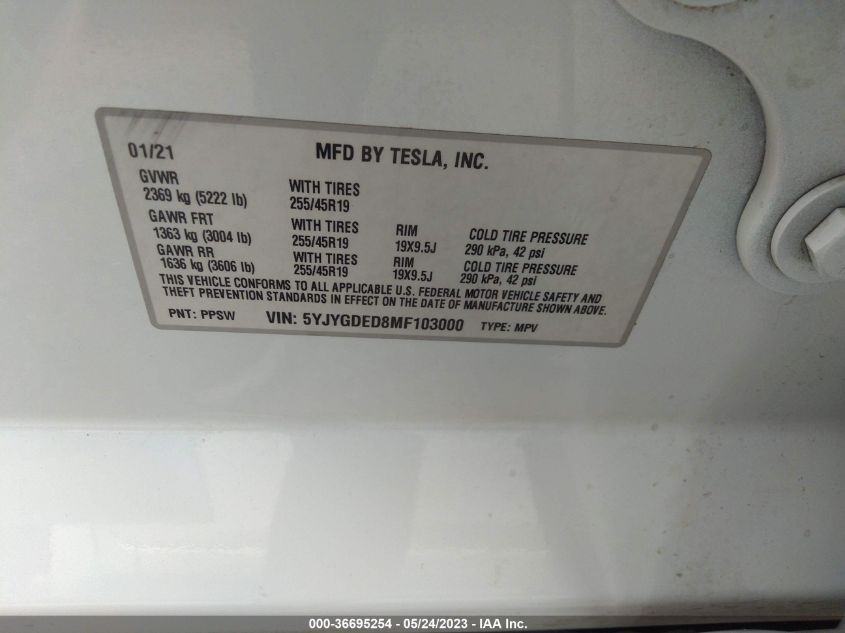 01/21 MFD BY TESLA, INC.
GVWR
2369 kg (5222 lb) WITH TIRES 255/45R19
GAWR FRT
1363 kg (3004 lb) WITH TIRES 255/45R19 RIM 19X9.5J COLD TIRE PRESSURE 290 kPa, 42 psi
GAWR RR
1636 kg (3606 lb) WITH TIRES 255/45R19 RIM 19X9.5J COLD TIRE PRESSURE 290 kPa, 42 psi
THIS VEHICLE CONFORMS TO ALL APPLICABLE U.S. FEDERAL MOTOR VEHICLE SAFETY AND
THEFT PREVENTION STANDARDS IN EFFECT ON THE DATE OF MANUFACTURE SHOWN ABOVE.
PNT: PPSW VIN: 5YJYGDED8MF103000 TYPE: MPV
000-36695254 - 05/24/2023 - IAA Inc.